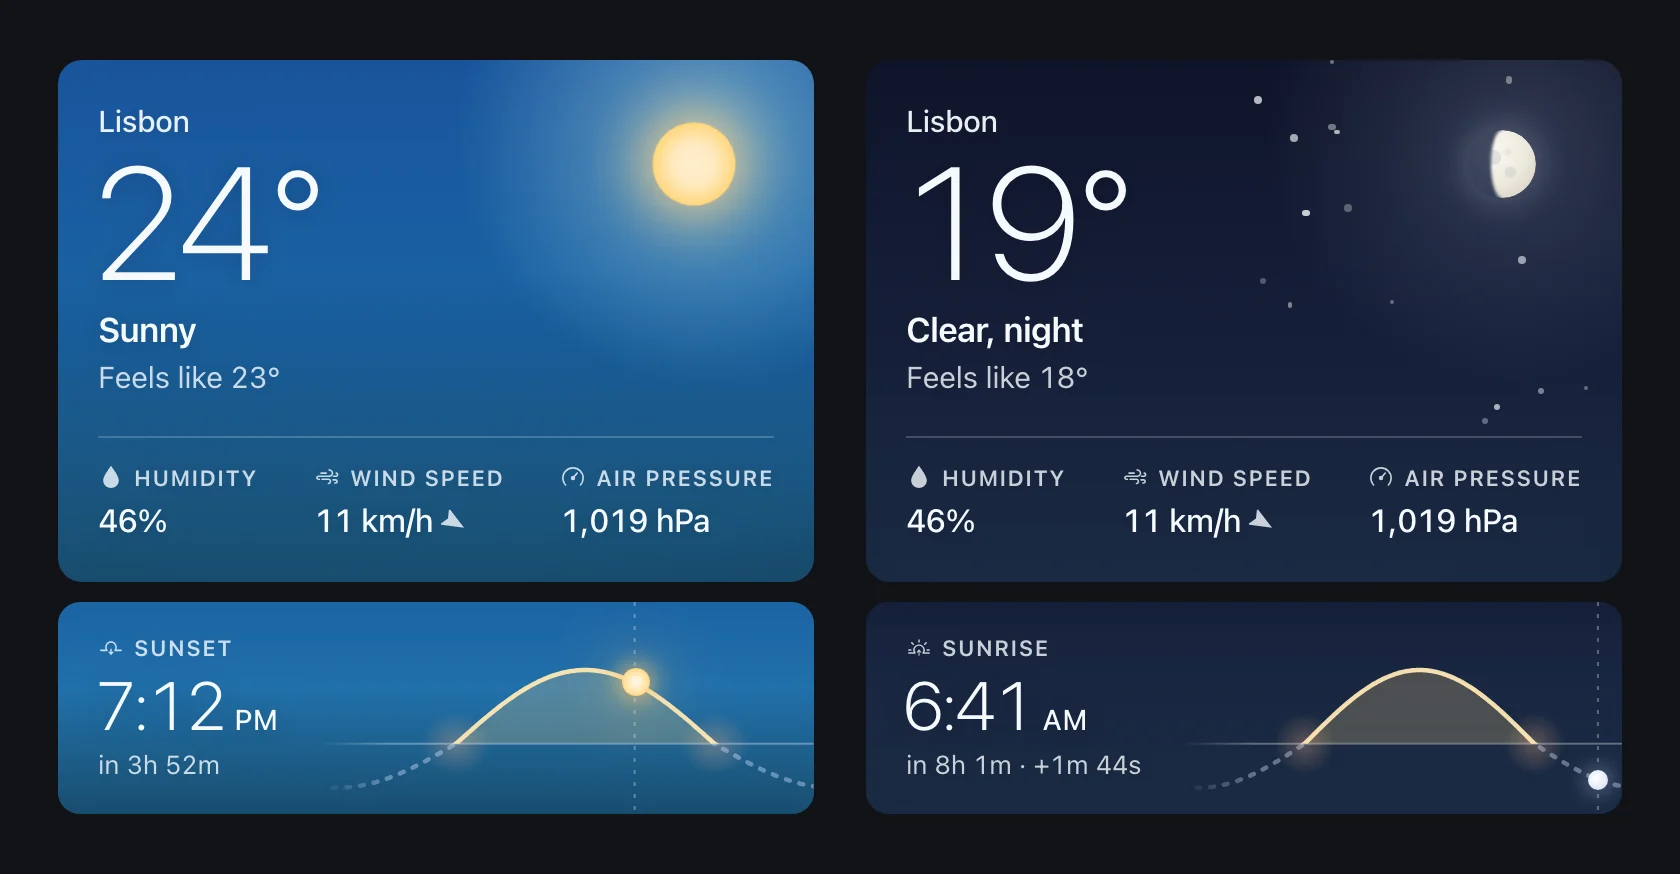 Lisbon
24°
Sunny
Feels like 23°
HUMIDITY
46%
WIND SPEED
11 km/h
AIR PRESSURE
1,019 hPa
SUNSET
7:12 PM
in 3h 52m
Lisbon
19°
Clear, night
Feels like 18°
HUMIDITY
46%
WIND SPEED
11 km/h
AIR PRESSURE
1,019 hPa
SUNRISE
6:41 AM
in 8h 1m · +1m 44s